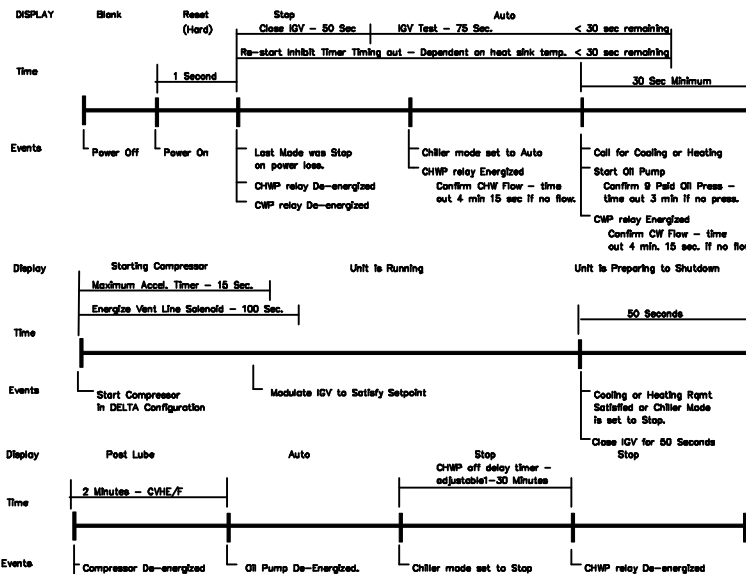 DISPLAY Blank Reset Stop Auto
(Hard)
Close IGV - 50 Sec IGV Test - 75 Sec. < 30 sec remaining
Re-start Inhibit Timer Timing out - Dependent on heat sink temp. < 30 sec remaining
Time
1 Second 30 Sec Minimum
Events
Power Off Power On Last Mode was Stop Chiller mode set to Auto Call for Cooling or Heating
on power loss. CHWP relay Energized Start Oil Pump
CHWP relay De-energized Confirm CHW Flow - time Confirm 9 Psid Oil Press -
CWP relay De-energized out 4 min 15 sec if no flow. time out 3 min if no press.
CWP relay Energized
Confirm CW Flow - time
out 4 min. 15 sec. if no flow
Display Starting Compressor Unit is Running Unit is Preparing to Shutdown
Maximum Accel. Timer - 15 Sec.
Energize Vent Line Solenoid - 100 Sec. 50 Seconds
Time
Events Start Compressor Modulate IGV to Satisfy Setpoint Cooling or Heating Rqmt
in DELTA Configuration Satisfied or Chiller Mode
is set to Stop.
Close IGV for 50 Seconds
Display Post Lube Auto Stop Stop
CHWP off delay timer -
2 Minutes - CVHE/F adjustable1-30 Minutes
Time
Events Compressor De-energized Oil Pump De-Energized. Chiller mode set to Stop CHWP relay De-energized